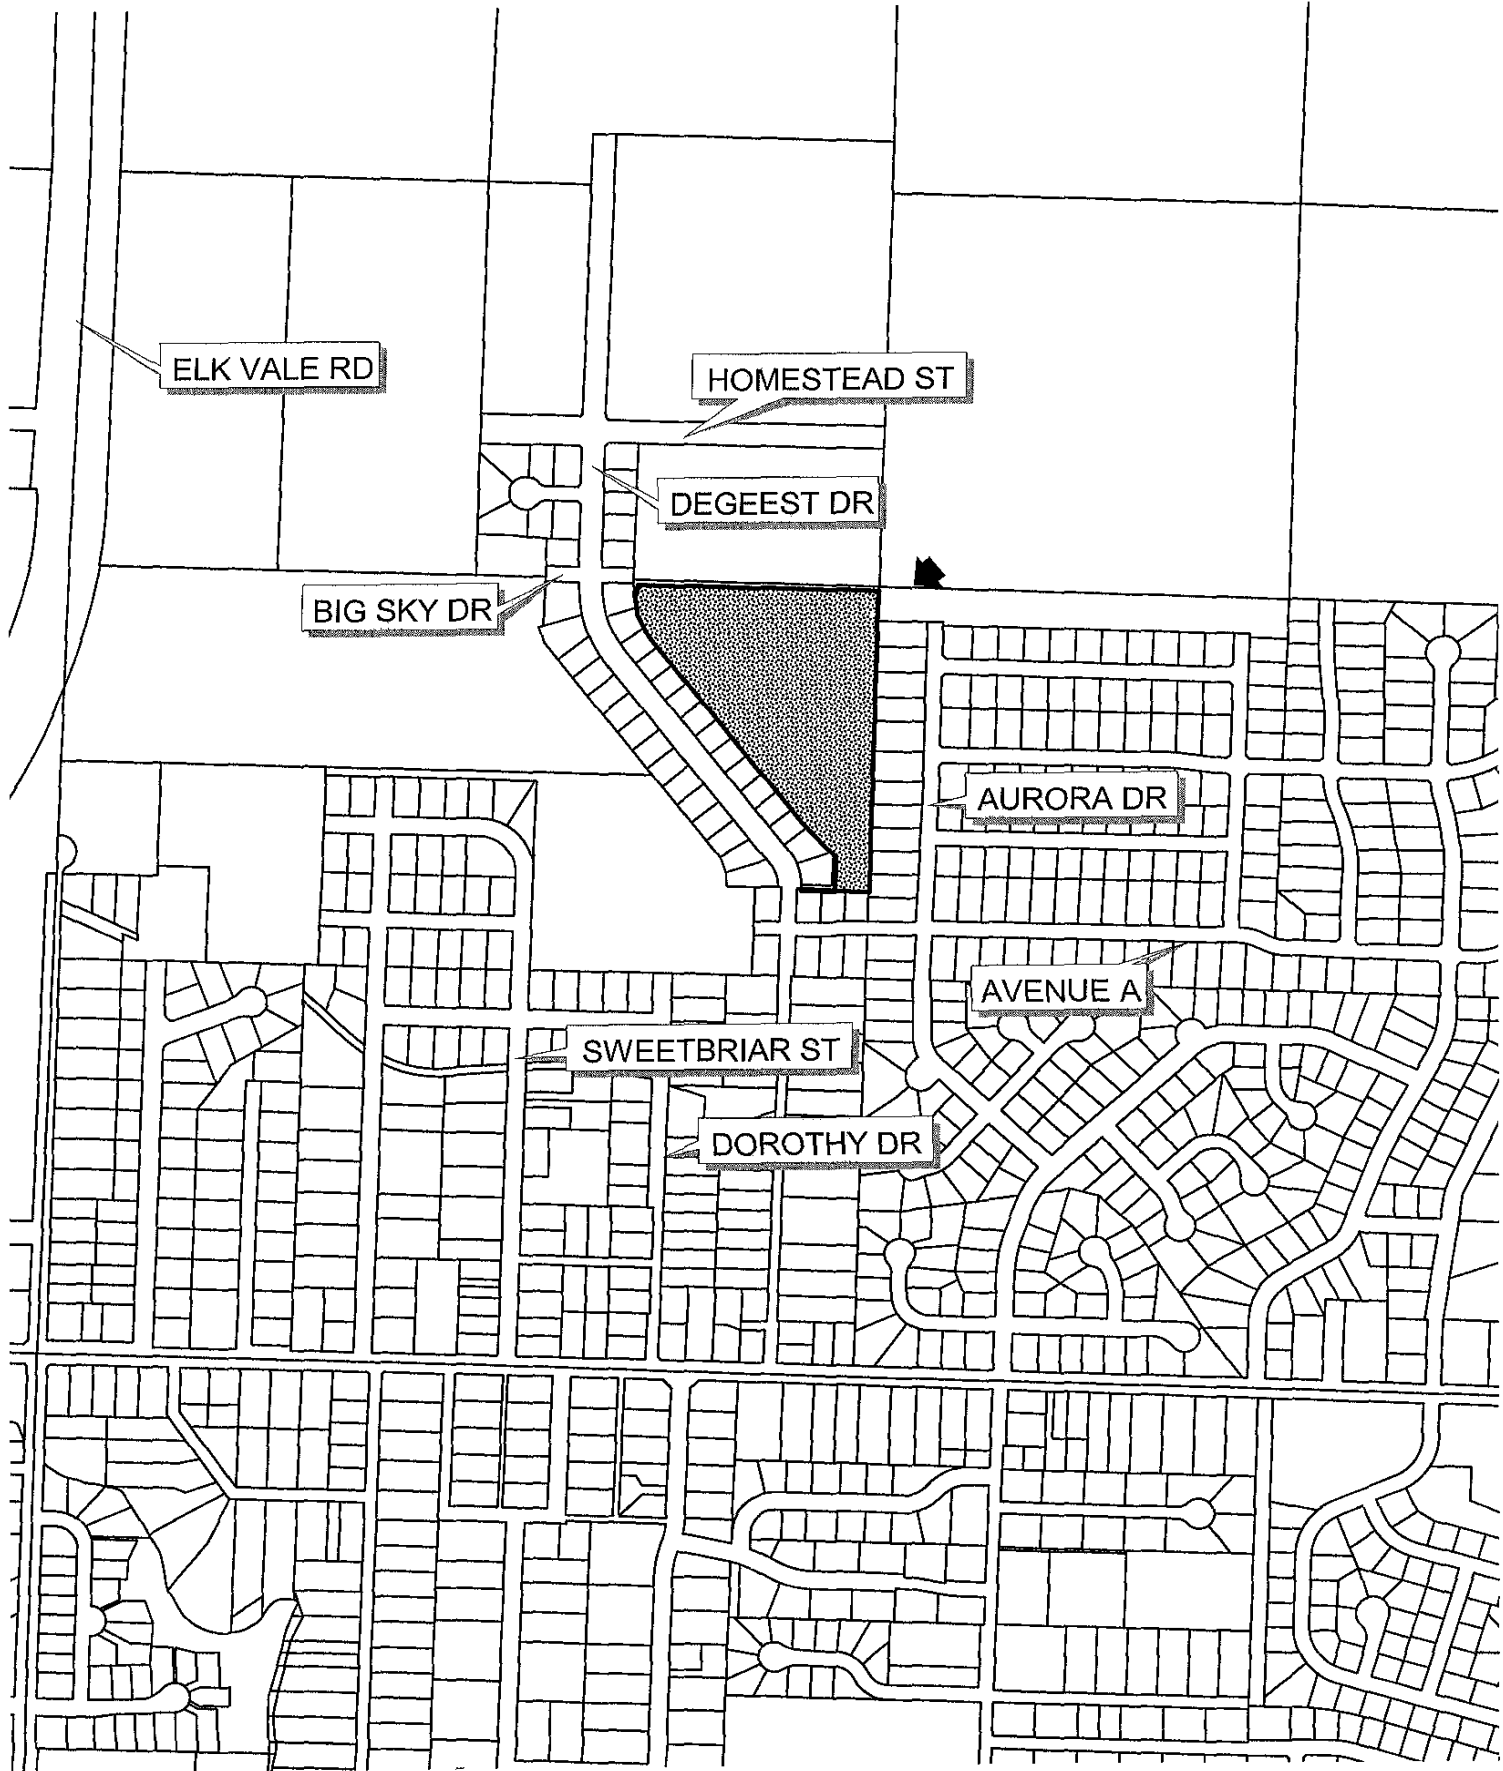 ELK VALE RD
HOMESTEAD ST
DEGEEST DR
BIG SKY DR
AURORA DR
AVENUE A
SWEETBRIAR ST
DOROTHY DR